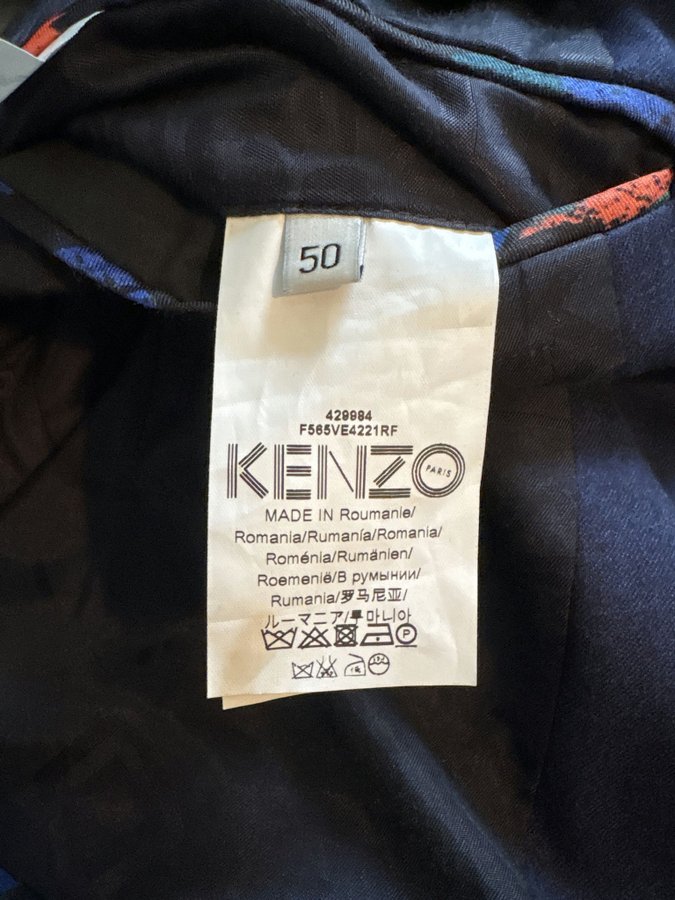 50
429984
F565VE4221RF
KENZO PARIS
MADE IN Roumanie/
Romania/Rumanía/Romania/
Roménia/Rumänien/
Roemenië/В румынии/
Rumania/罗马尼亚/
ルーマニア/루마니아
P